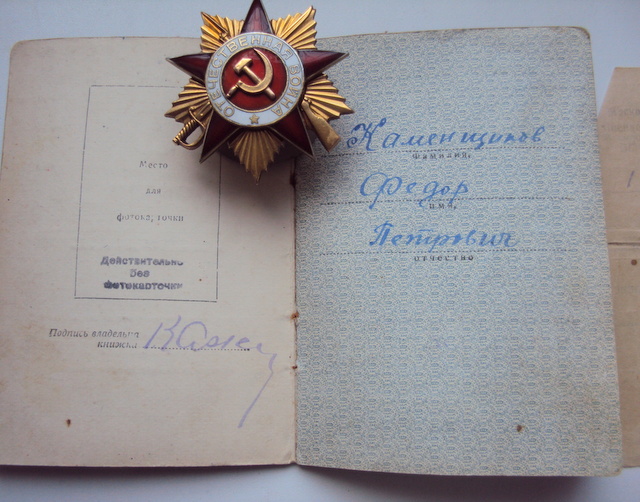 ОТЕЧЕСТВЕННАЯ ВОЙНА
Место
для
фотокарточки
Действительно
без
фотокарточки
Подпись владельца
книжки
Каменщиков
Фамилия,
Федор
имя,
Петрович
отчество